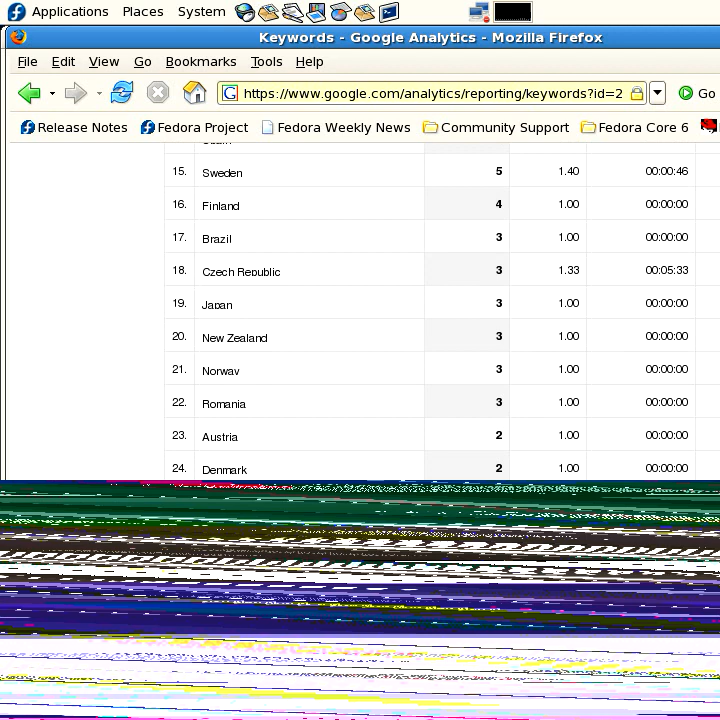 Applications Places System
Keywords - Google Analytics - Mozilla Firefox
File Edit View Go Bookmarks Tools Help
G https://www.google.com/analytics/reporting/keywords?id=2 Go
Release Notes Fedora Project Fedora Weekly News Community Support Fedora Core 6
15. Sweden 5 1.40 00:00:46
16. Finland 4 1.00 00:00:00
17. Brazil 3 1.00 00:00:00
18. Czech Republic 3 1.33 00:05:33
19. Japan 3 1.00 00:00:00
20. New Zealand 3 1.00 00:00:00
21. Norway 3 1.00 00:00:00
22. Romania 3 1.00 00:00:00
23. Austria 2 1.00 00:00:00
24. Denmark 2 1.00 00:00:00